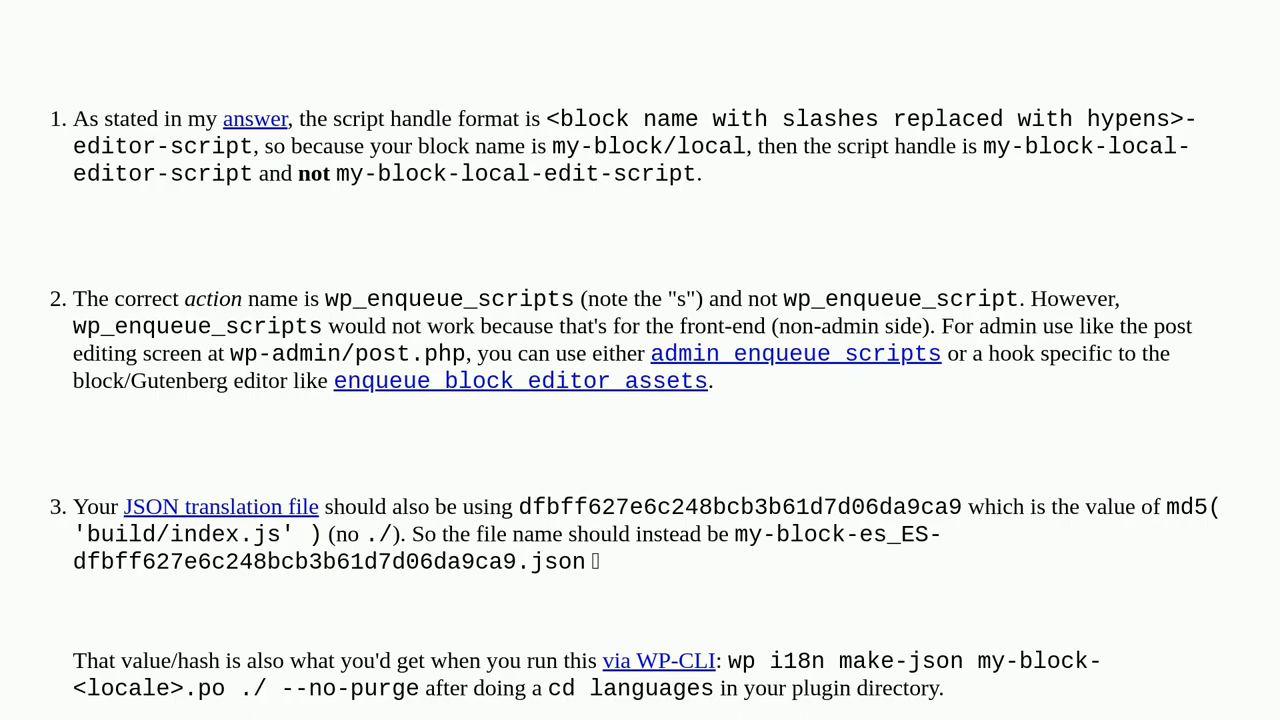 1. As stated in my answer, the script handle format is <block name with slashes replaced with hypens>-
editor-script, so because your block name is my-block/local, then the script handle is my-block-local-
editor-script and not my-block-local-edit-script.
2. The correct action name is wp_enqueue_scripts (note the "s") and not wp_enqueue_script. However,
wp_enqueue_scripts would not work because that's for the front-end (non-admin side). For admin use like the post
editing screen at wp-admin/post.php, you can use either admin_enqueue_scripts or a hook specific to the
block/Gutenberg editor like enqueue_block_editor_assets.
3. Your JSON translation file should also be using dfbff627e6c248bcb3b61d7d06da9ca9 which is the value of md5(
'build/index.js' ) (no ./). So the file name should instead be my-block-es_ES-
dfbff627e6c248bcb3b61d7d06da9ca9.json
That value/hash is also what you'd get when you run this via WP-CLI: wp i18n make-json my-block-
<locale>.po ./ --no-purge after doing a cd languages in your plugin directory.